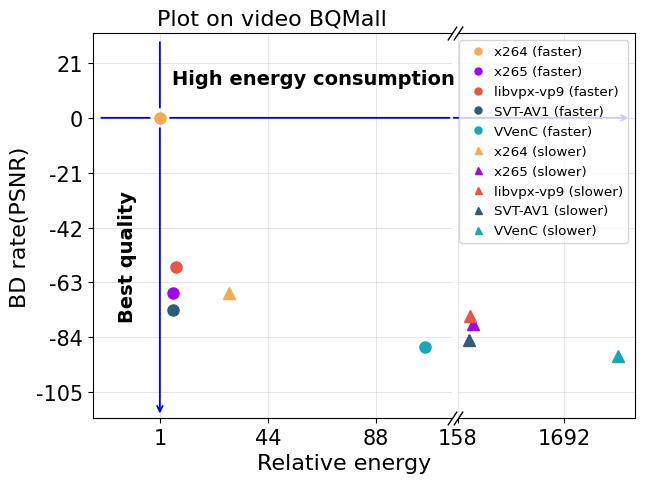 Plot on video BQMall
High energy consumption
Best quality
x264 (faster)
x265 (faster)
libvpx-vp9 (faster)
SVT-AV1 (faster)
VVenC (faster)
x264 (slower)
x265 (slower)
libvpx-vp9 (slower)
SVT-AV1 (slower)
VVenC (slower)
BD rate(PSNR)
21
0
-21
-42
-63
-84
-105
1 44 88 158 1692
Relative energy